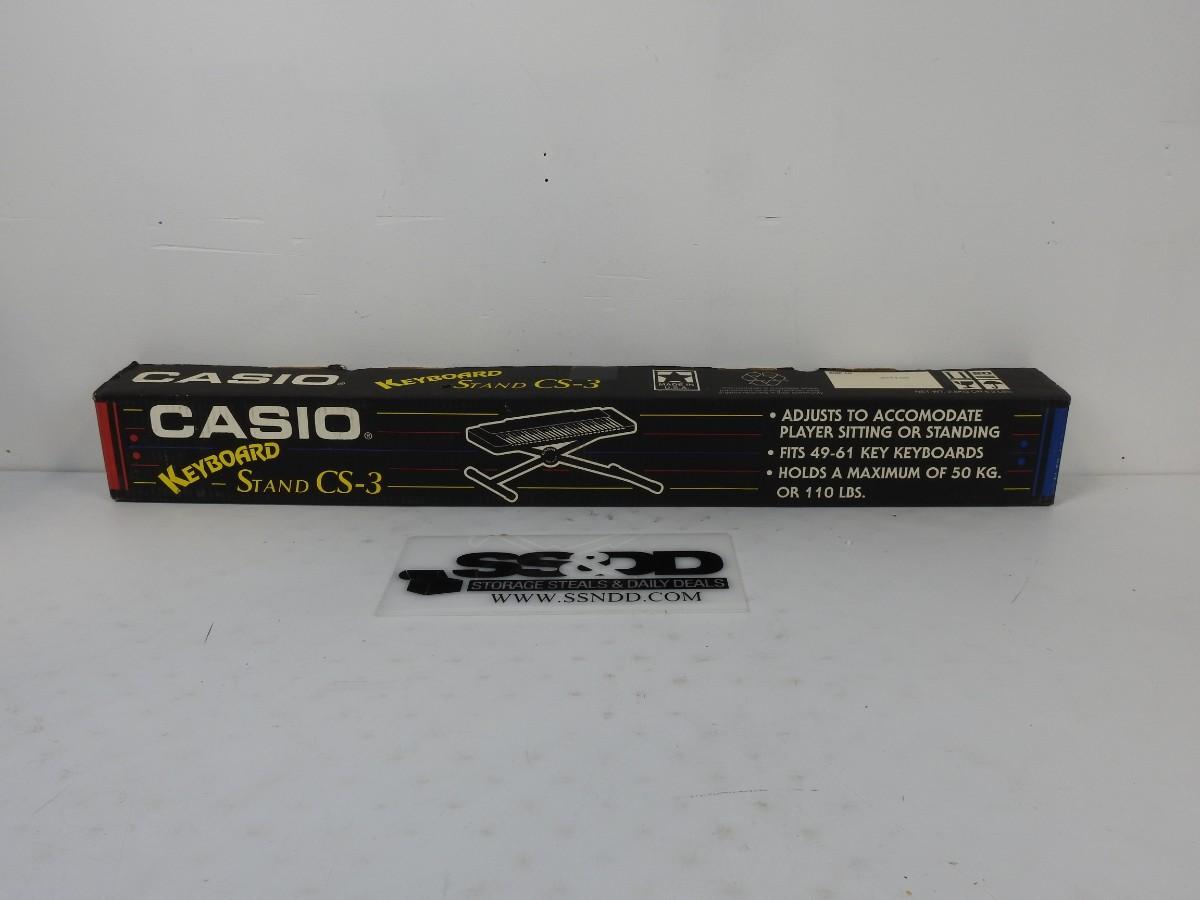 CASIO®
KEYBOARD
STAND CS-3
MADE IN
U.S.A.
CASIO®
KEYBOARD
STAND CS-3
• ADJUSTS TO ACCOMODATE
PLAYER SITTING OR STANDING
• FITS 49-61 KEY KEYBOARDS
• HOLDS A MAXIMUM OF 50 KG.
OR 110 LBS.
SS&DD
STORAGE STEALS & DAILY DEALS
WWW.SSNDD.COM